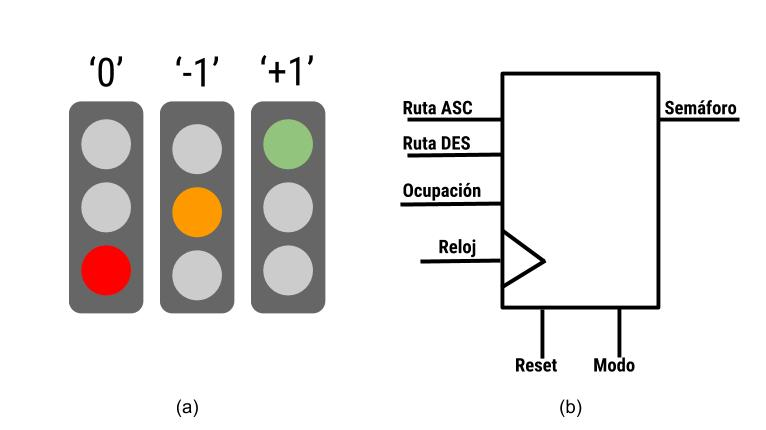 ‘0’ ‘-1’ ‘+1’
(a)
Ruta ASC
Ruta DES
Ocupación
Reloj
Semáforo
Reset Modo
(b)